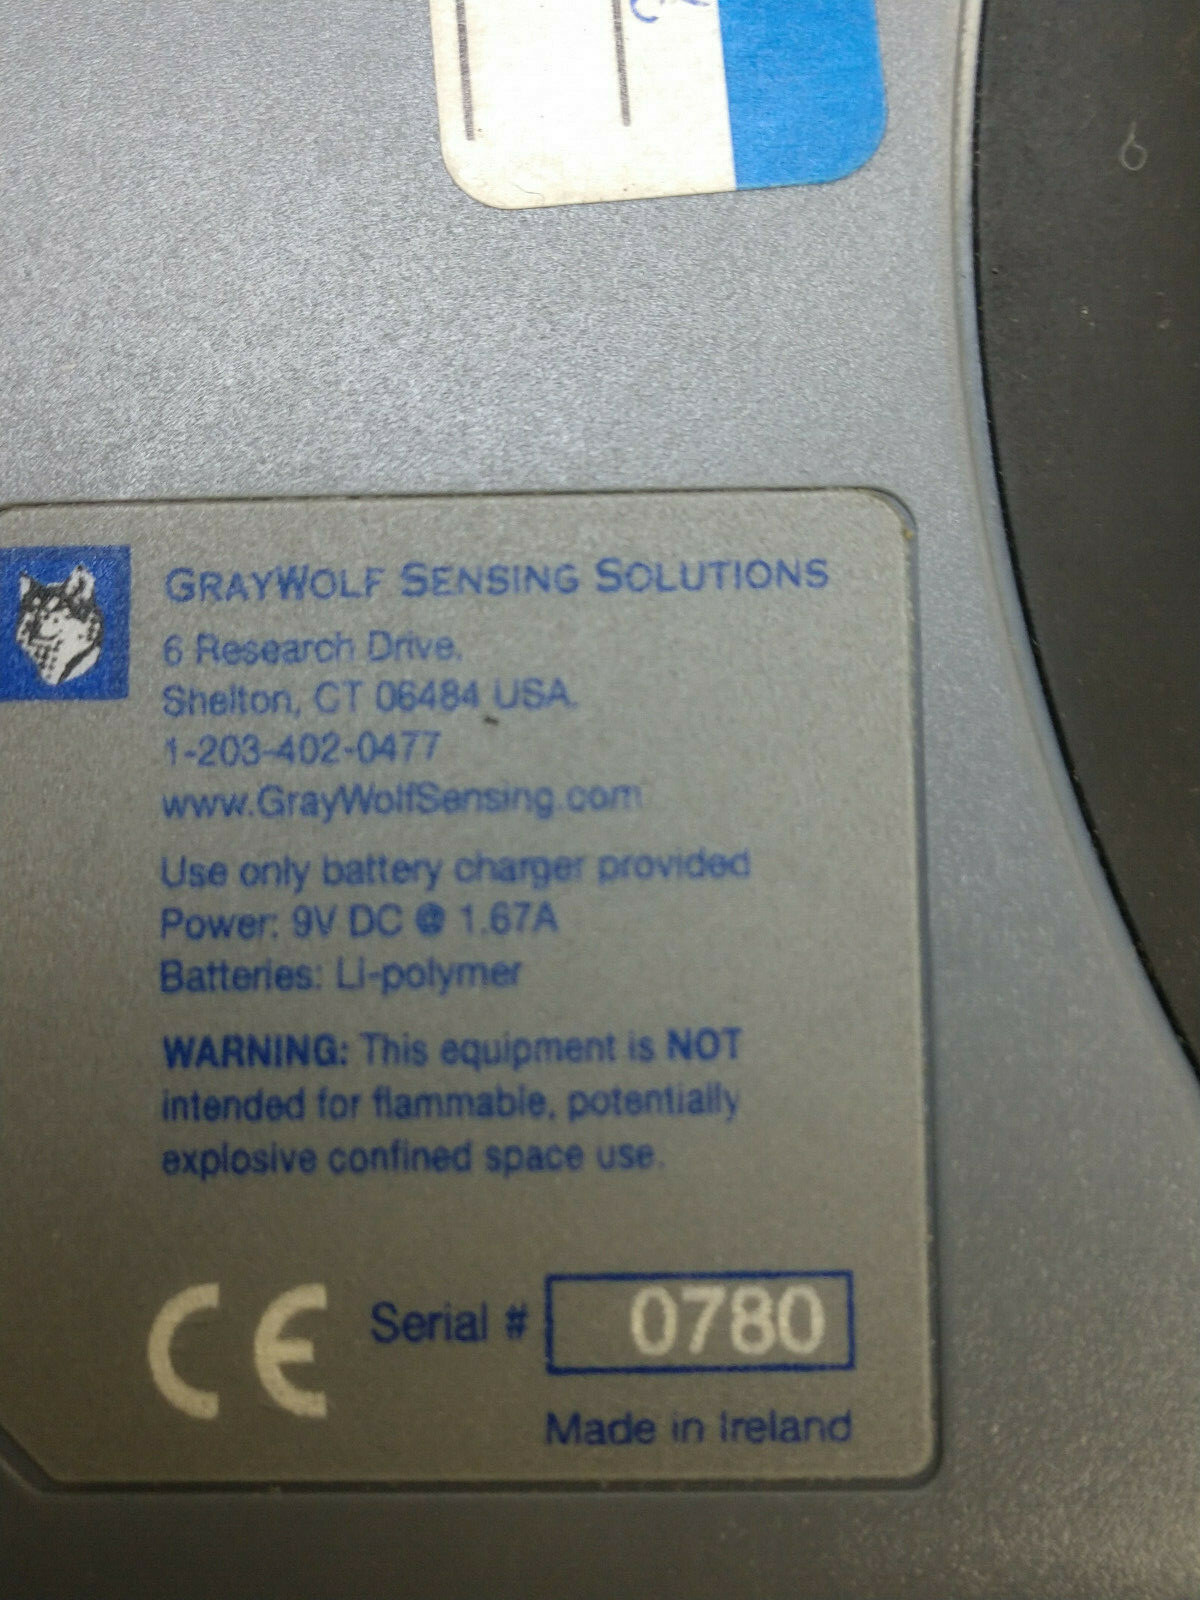 GRAYWOLF SENSING SOLUTIONS
6 Research Drive,
Shelton, CT 06484 USA.
1-203-402-0477
www.GrayWolfSensing.com
Use only battery charger provided
Power: 9V DC @ 1.67A
Batteries: Li-polymer
WARNING: This equipment is NOT
intended for flammable, potentially
explosive confined space use.
CE Serial # 0780
Made in Ireland